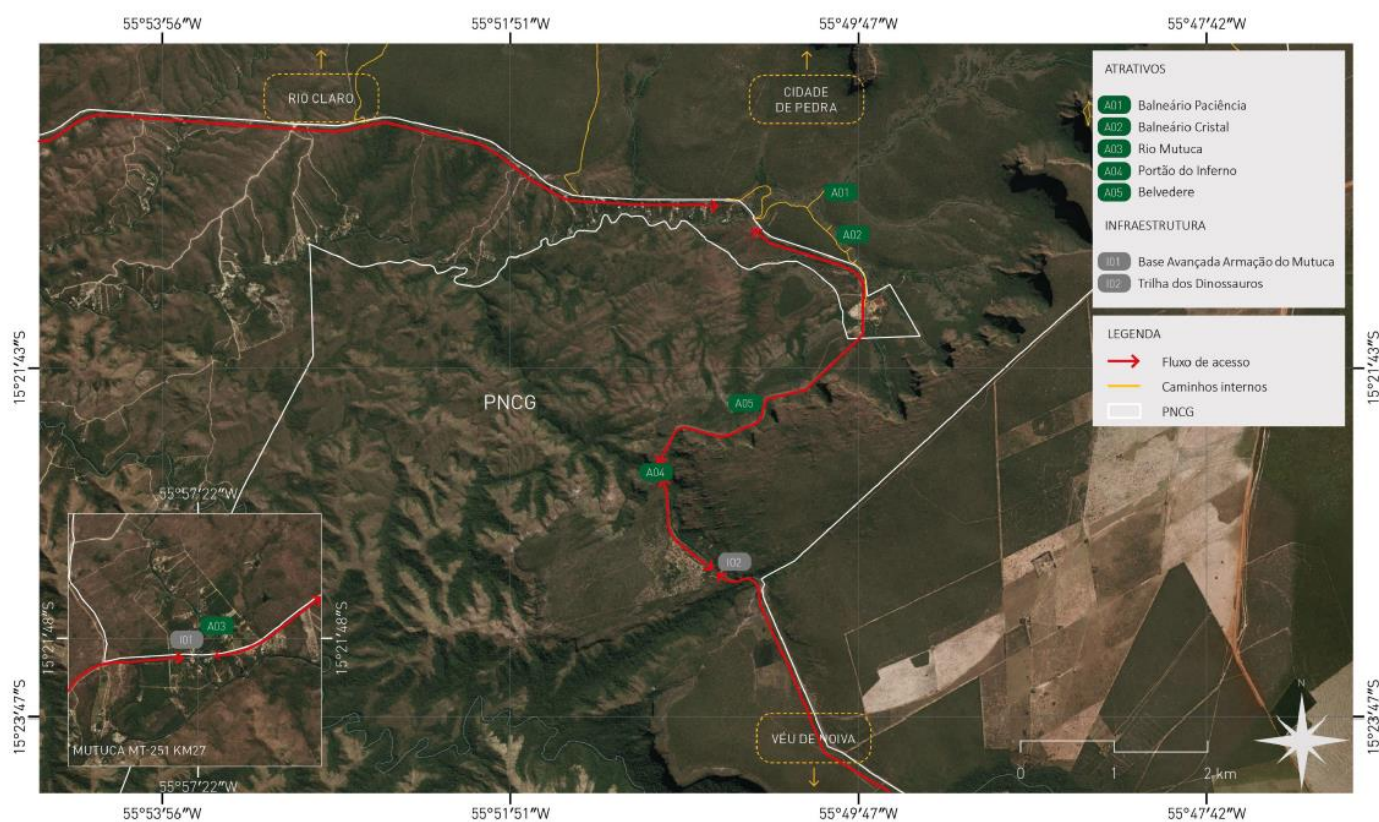 55°53′56″W
55°51′51″W
55°49′47″W
55°47′42″W
RIO CLARO
CIDADE
DE PEDRA
ATRATIVOS
A01 Balneário Paciência
A02 Balneário Cristal
A03 Rio Mutuca
A04 Portão do Inferno
A05 Belvedere
INFRAESTRUTURA
I01 Base Avançada Armação do Mutuca
I02 Trilha dos Dinossauros
LEGENDA
Fluxo de acesso
Caminhos internos
PNCG
A01
A02
15°21′43″S
15°21′43″S
PNCG
A05
A04
I02
55°57′22″W
A03
I01
15°21′48″S
15°21′48″S
MUTUCA MT-251 KM27
55°57′22″W
15°23′47″S
15°23′47″S
VÉU DE NOIVA
N
0 1 2 km
55°53′56″W
55°51′51″W
55°49′47″W
55°47′42″W